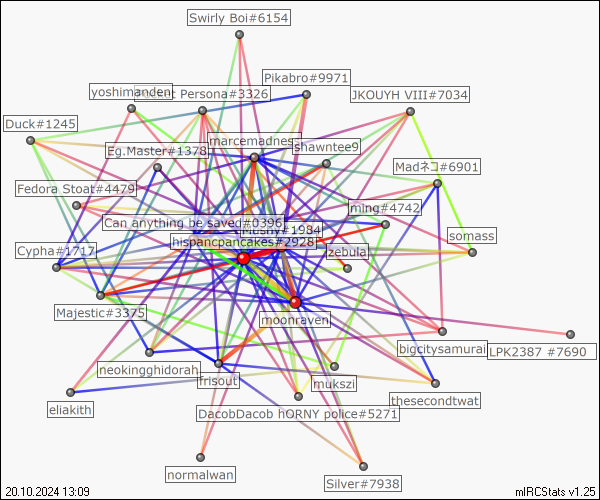 Swirly Boi#6154
Pikabro#9971
yoshimanden
Persona#3326
JKOUYH VIII#7034
Duck#1245
marcemadness
shawntee9
Eg.Master#1378
Madネコ#6901
Fedora Stoat#4479
ming#4742
Can anything be saved#0396
#1984
somass
hispancpancakes#2928
Cypha#1717
zebula
Majestic#3375
moonraven
bigcitysamurai
LPK2387 #7690
neokingghidorah
frisout
mukszi
thesecondtwat
eliakith
DacobDacob hORNY police#5271
normalwan
Silver#7938
20.10.2024 13:09
mIRCStats v1.25